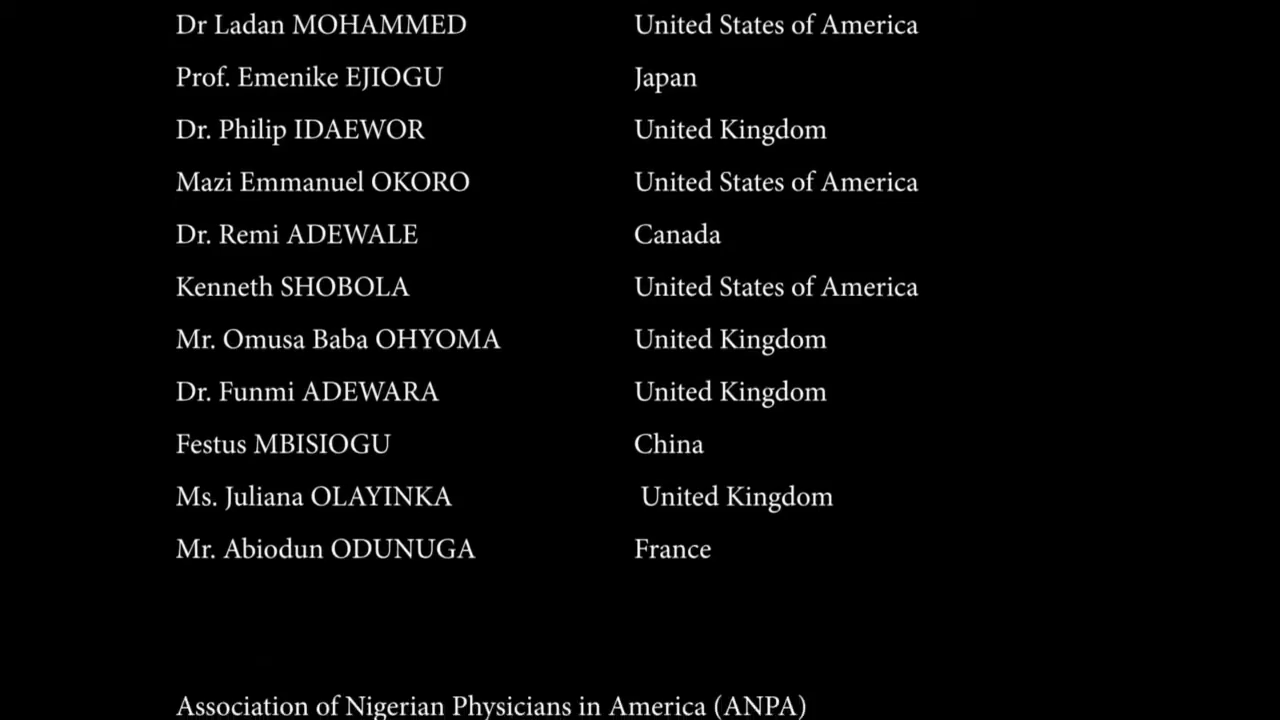 Dr Ladan MOHAMMED United States of America
Prof. Emenike EJIOGU Japan
Dr. Philip IDAEWOR United Kingdom
Mazi Emmanuel OKORO United States of America
Dr. Remi ADEWALE Canada
Kenneth SHOBOLA United States of America
Mr. Omusa Baba OHYOMA United Kingdom
Dr. Funmi ADEWARA United Kingdom
Festus MBISIOGU China
Ms. Juliana OLAYINKA United Kingdom
Mr. Abiodun ODUNUGA France
Association of Nigerian Physicians in America (ANPA)